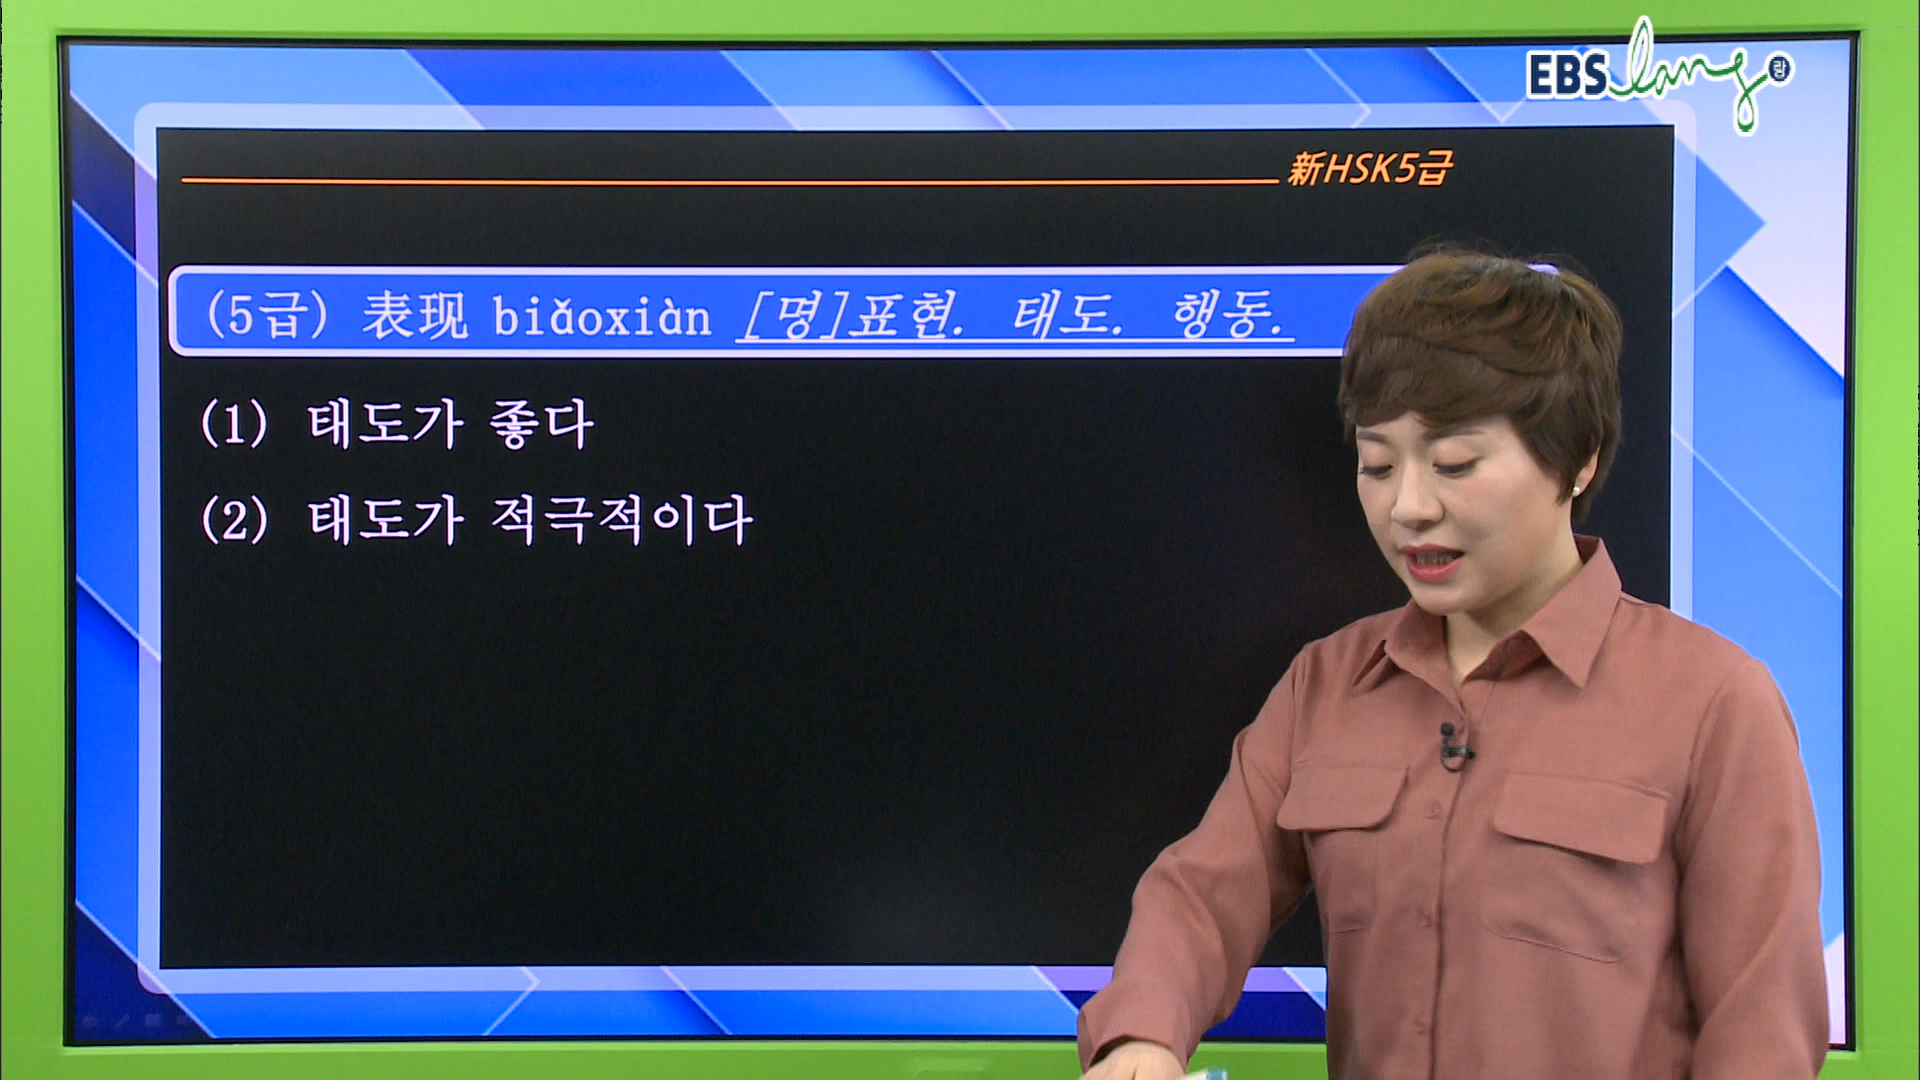 EBS lang 랑
新HSK5급
(5급) 表现 biǎoxiàn [명]표현. 태도. 행동.
(1) 태도가 좋다
(2) 태도가 적극적이다